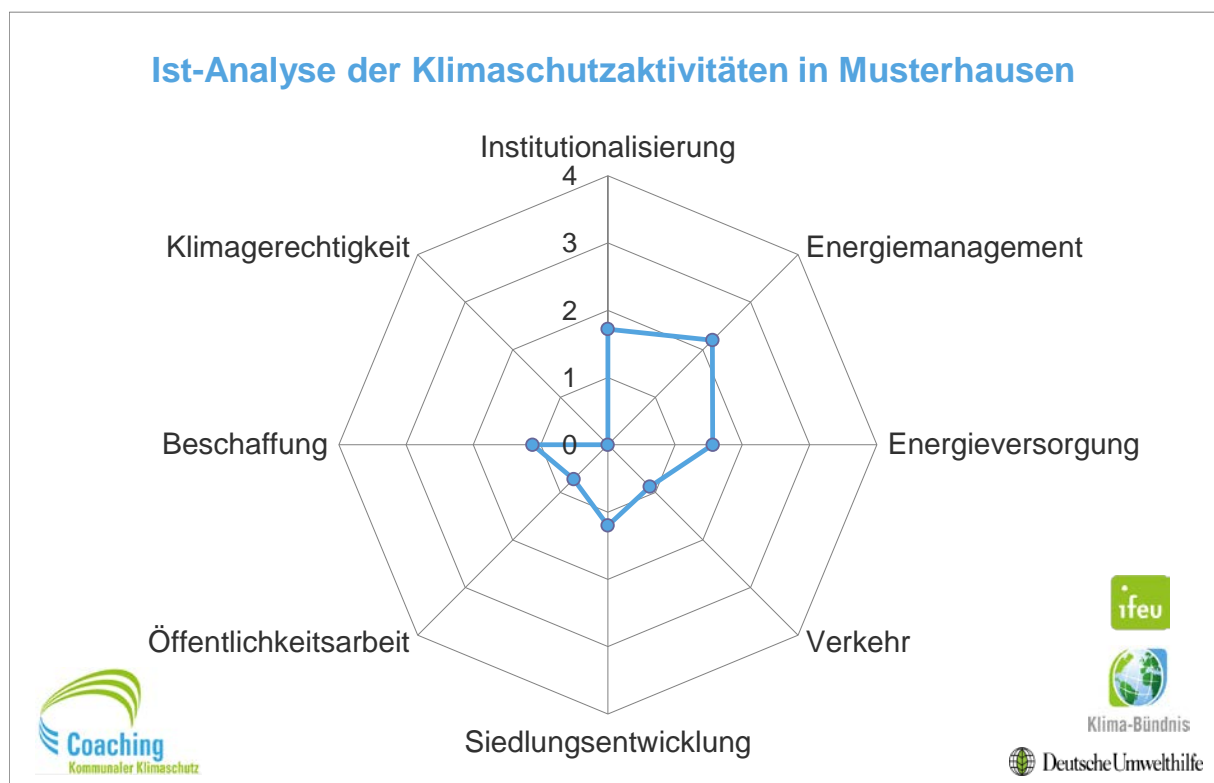 Ist-Analyse der Klimaschutzaktivitäten in Musterhausen
Institutionalisierung
4
Klimagerechtigkeit
Energiemanagement
3
2
1
Beschaffung
0
Energieversorgung
Öffentlichkeitsarbeit
Verkehr
Siedlungsentwicklung
Coaching
Kommunaler Klimaschutz
ifeu
Klima-Bündnis
Deutsche Umwelthilfe